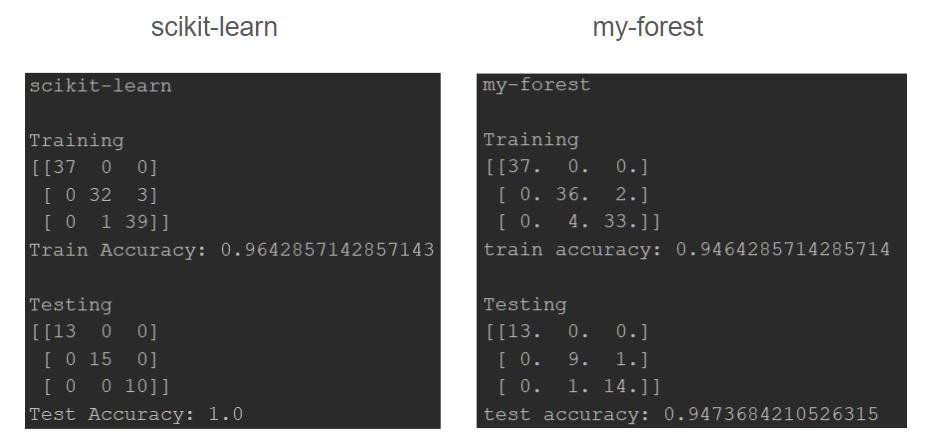 scikit-learn
my-forest
scikit-learn
Training
[[37  0  0]
 [ 0 32  3]
 [ 0  1 39]]
Train Accuracy: 0.9642857142857143
Testing
[[13  0  0]
 [ 0 15  0]
 [ 0  0 10]]
Test Accuracy: 1.0
my-forest
Training
[[37.  0.  0.]
 [ 0. 36.  2.]
 [ 0.  4. 33.]]
train accuracy: 0.9464285714285714
Testing
[[13.  0.  0.]
 [ 0.  9.  1.]
 [ 0.  1. 14.]]
test accuracy: 0.9473684210526315